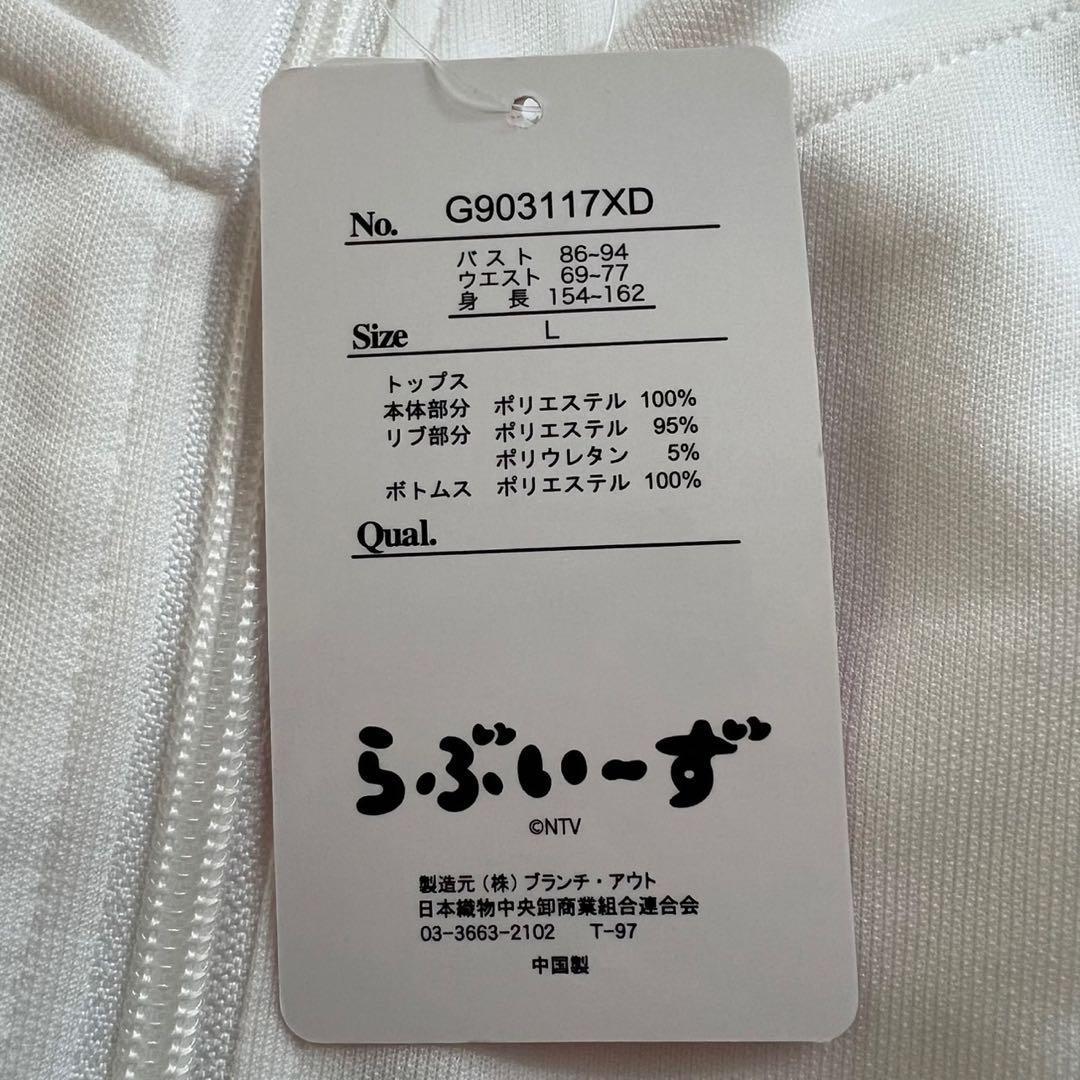 No. G903117XD
バスト 86~94
ウエスト 69~77
身 長 154~162
Size L
トップス
本体部分 ポリエステル 100%
リブ部分 ポリエステル 95%
ポリウレタン 5%
ボトムス ポリエステル 100%
Qual.
らぶいーず
©NTV
製造元(株)ブランチ・アウト
日本織物中央卸商業組合連合会
03-3663-2102 T-97
中国製